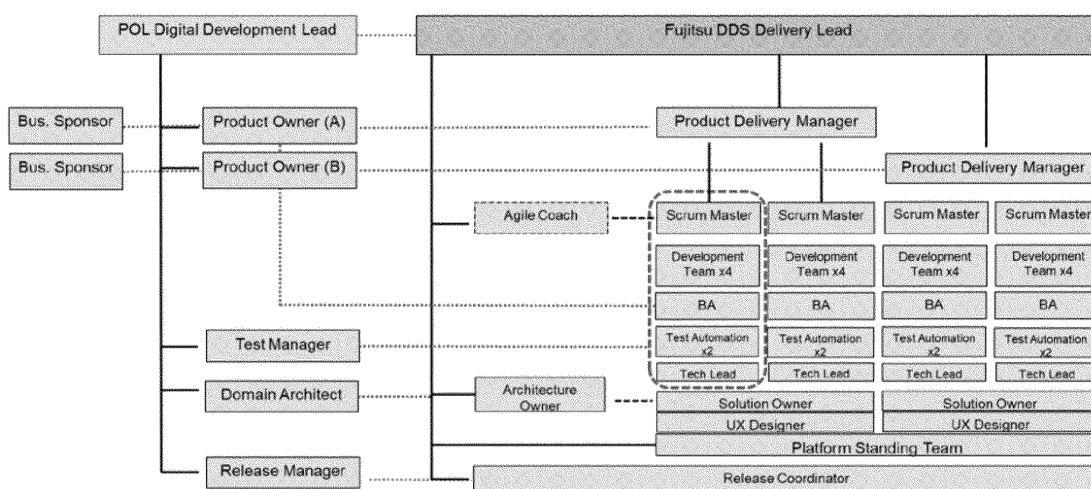 POL Digital Development Lead
Fujitsu DDS Delivery Lead
Bus. Sponsor
Product Owner (A)
Product Delivery Manager
Bus. Sponsor
Product Owner (B)
Product Delivery Manager
Agile Coach
Scrum Master
Scrum Master
Scrum Master
Scrum Master
Development
Team x4
Development
Team x4
Development
Team x4
Development
Team x4
BA
BA
BA
BA
Test Manager
Test Automation
x2
Test Automation
x2
Test Automation
x2
Test Automation
x2
Tech Lead
Tech Lead
Tech Lead
Tech Lead
Domain Architect
Architecture
Owner
Solution Owner
Solution Owner
UX Designer
UX Designer
Platform Standing Team
Release Manager
Release Coordinator